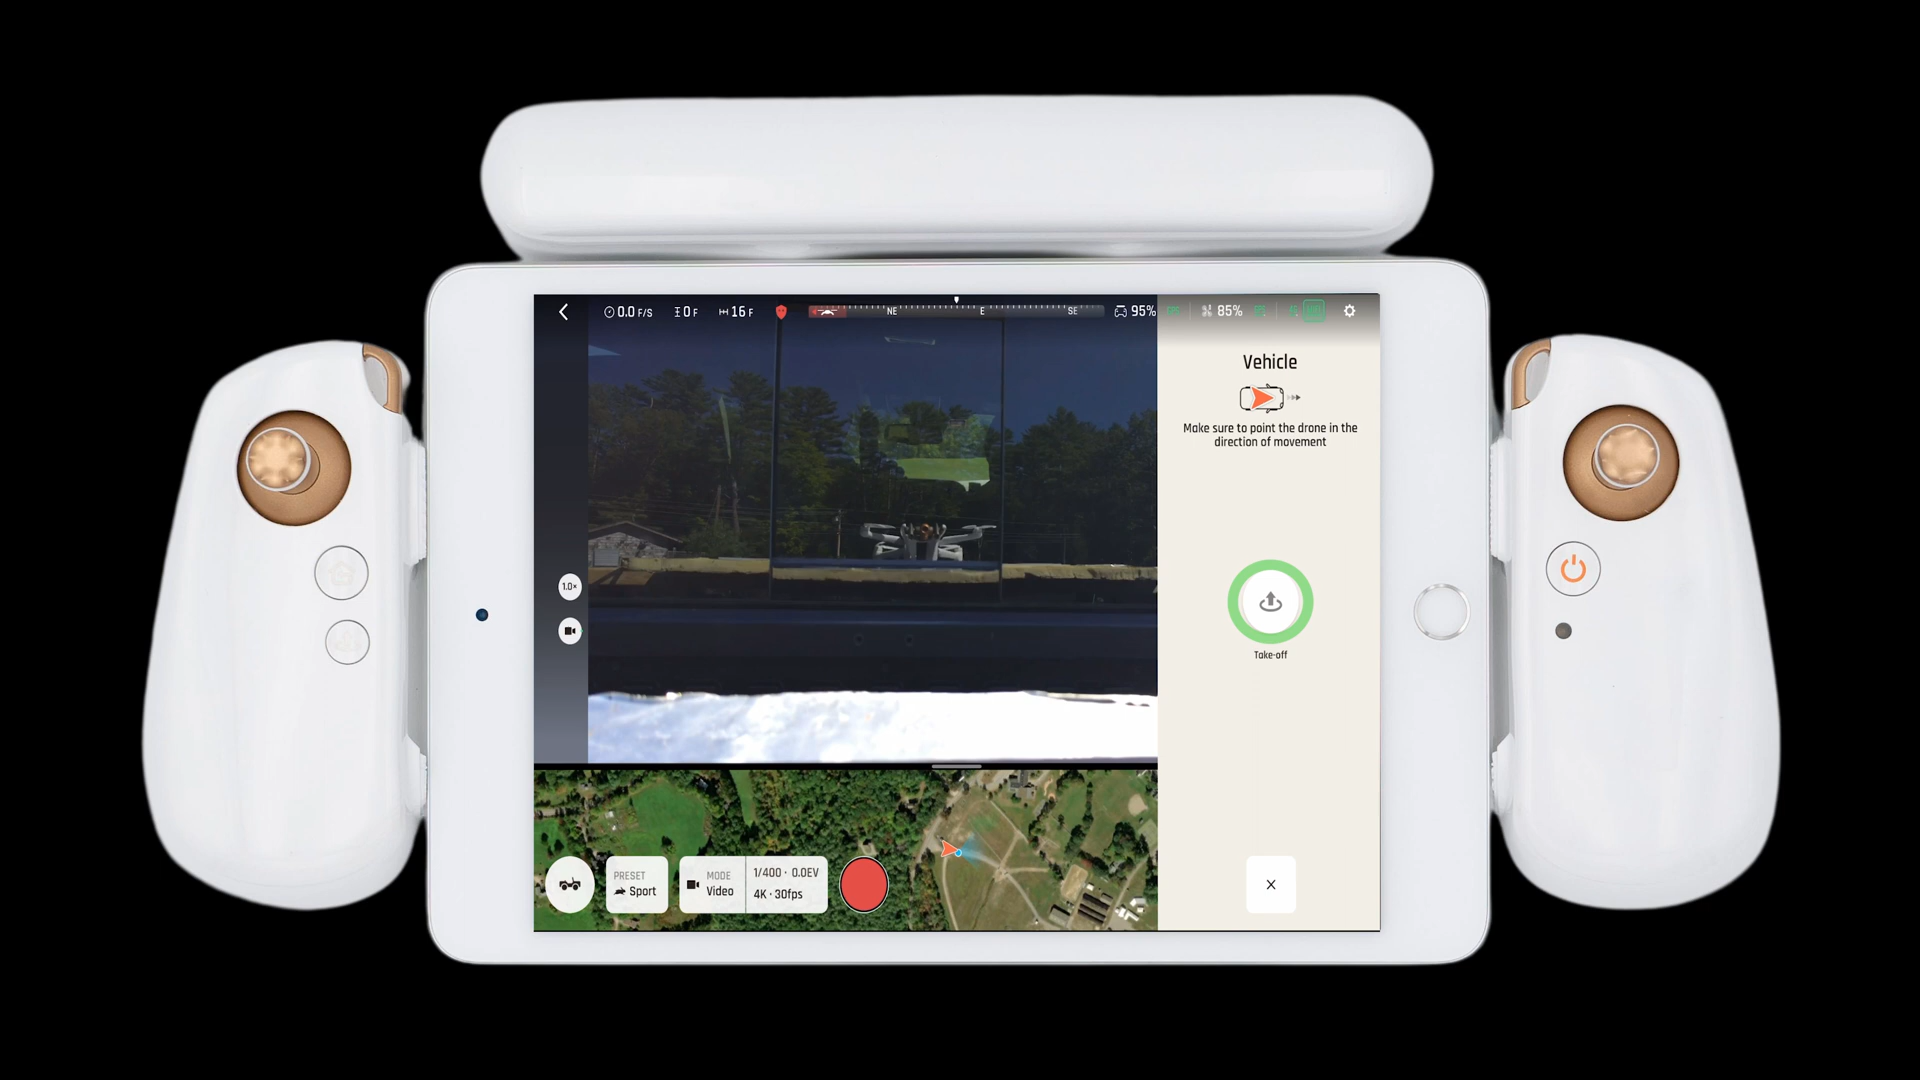 0.0 F/S
0 F
16 F
NE
E
SE
95%
85%
Vehicle
Make sure to point the drone in the
direction of movement
1.0×
Take-off
PRESET
Sport
MODE
Video
1/400 · 0.0EV
4K · 30fps